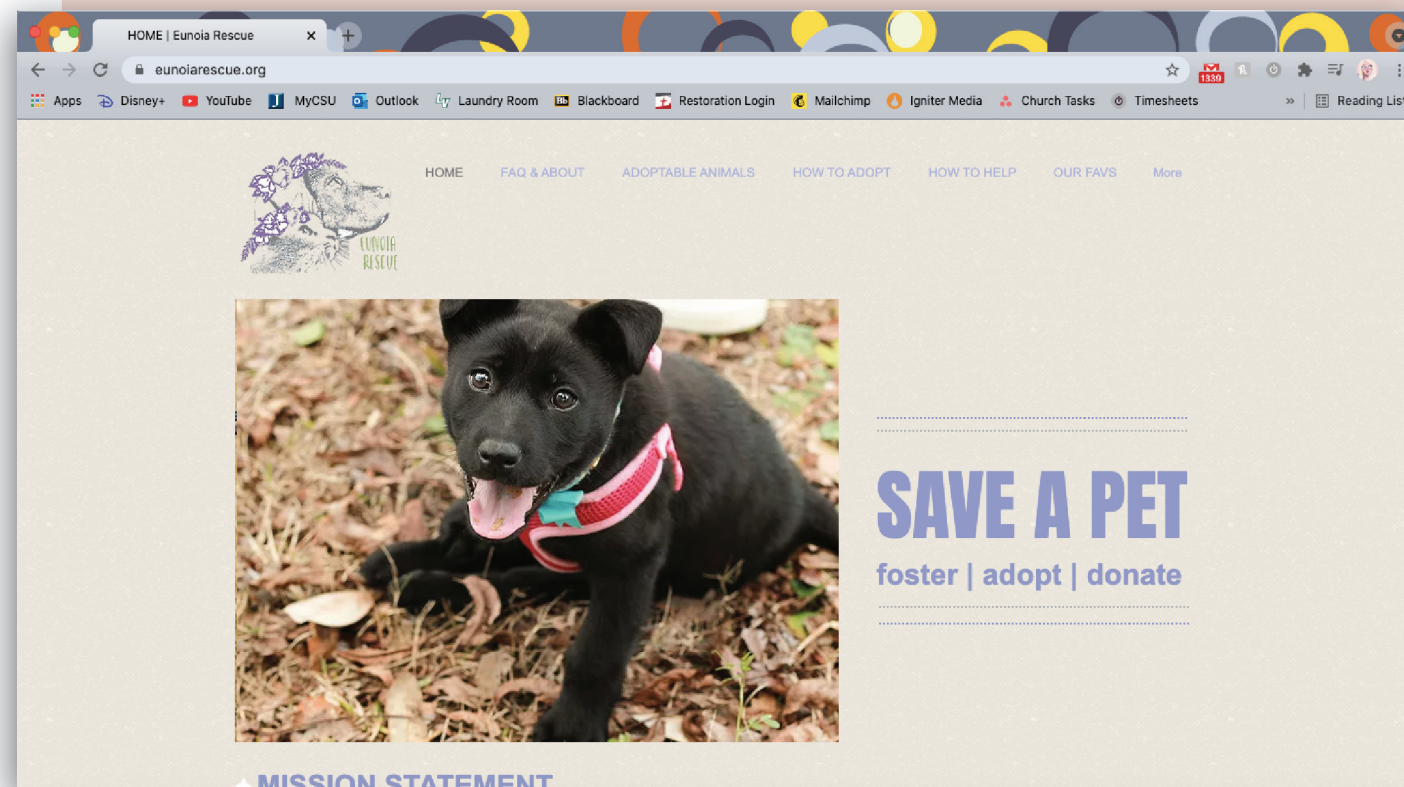 HOME | Eunoia Rescue
eunoiarescue.org
1339
Apps Disney+ YouTube MyCSU Outlook Laundry Room Bb Blackboard Restoration Login Mailchimp Igniter Media Church Tasks Timesheets » Reading List
HOME FAQ & ABOUT ADOPTABLE ANIMALS HOW TO ADOPT HOW TO HELP OUR FAVS More
EUNOIA
RESCUE
SAVE A PET
foster | adopt | donate
MISSION STATEMENT